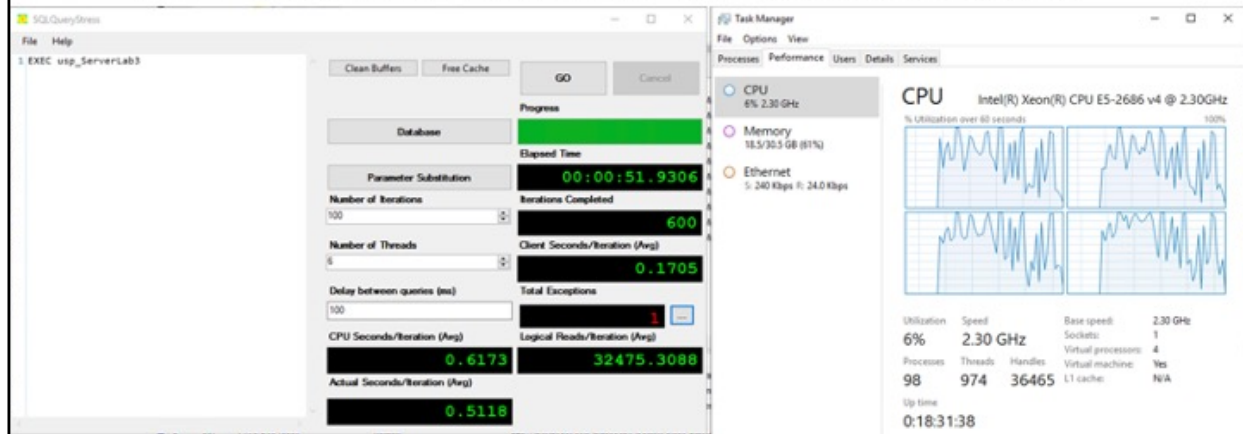 SQLQueryStress
File Help
1 EXEC usp_ServerLab3
Clean Buffers Free Cache
GO Cancel
Progress
Database
Elapsed Time
00:00:51.9306
Parameter Substitution
Number of Iterations
100
Iterations Completed
600
Number of Threads
6
Client Seconds/Iteration (Avg)
0.1705
Delay between queries (ms)
100
Total Exceptions
1 ...
CPU Seconds/Iteration (Avg)
0.6173
Logical Reads/Iteration (Avg)
32475.3088
Actual Seconds/Iteration (Avg)
0.5118
Task Manager
File Options View
Processes Performance Users Details Services
CPU
6% 2.30 GHz
Memory
18.5/30.5 GB (61%)
Ethernet
S: 240 Kbps R: 24.0 Kbps
CPU Intel(R) Xeon(R) CPU E5-2686 v4 @ 2.30GHz
% Utilization over 60 seconds 100%
Utilization Speed
6% 2.30 GHz
Processes Threads Handles
98 974 36465
Up time
0:18:31:38
Base speed: 2.30 GHz
Sockets: 1
Virtual processors: 4
Virtual machine: Yes
L1 cache: N/A